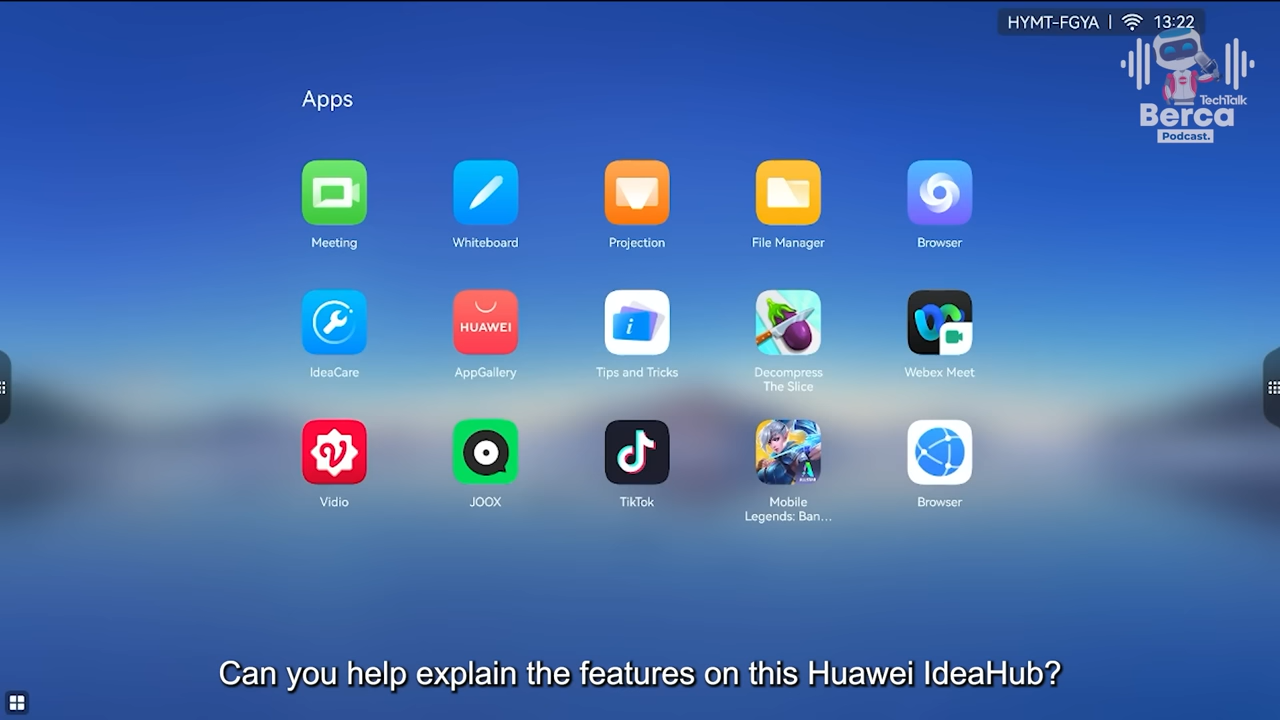 HYMT-FGYA | 13:22
TechTalk
Berca
Podcast.
Apps
Meeting
Whiteboard
Projection
File Manager
Browser
IdeaCare
HUAWEI
AppGallery
Tips and Tricks
Decompress
The Slice
Webex Meet
Vidio
JOOX
TikTok
Mobile
Legends: Ban...
Browser
Can you help explain the features on this Huawei IdeaHub?